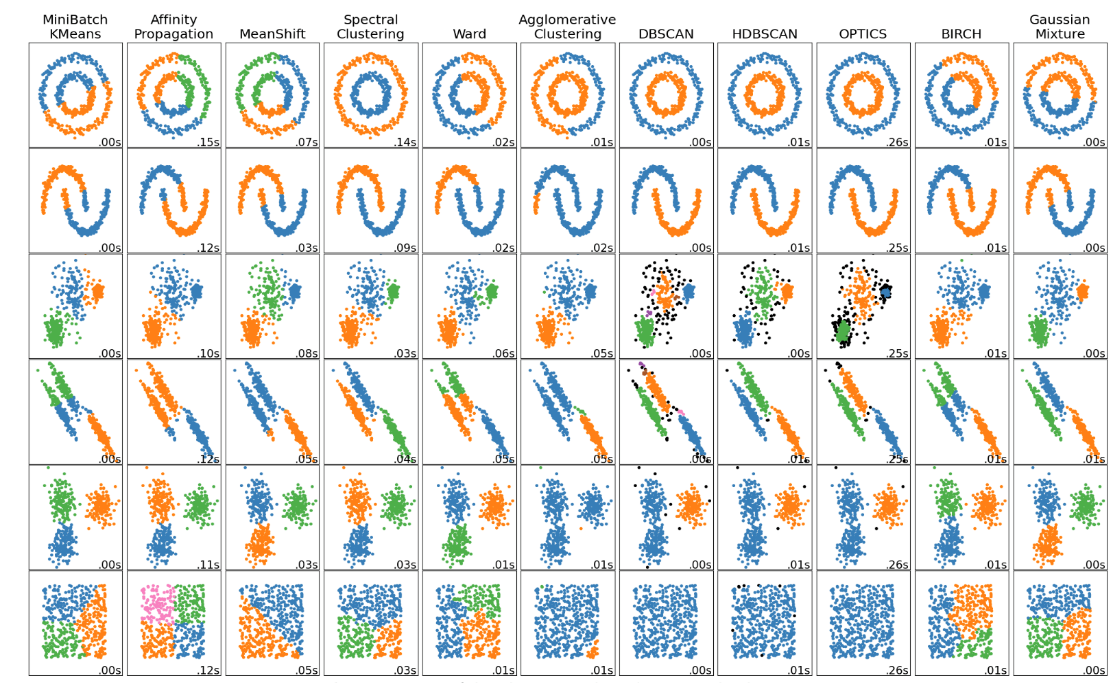 MiniBatch
KMeans
Affinity
Propagation
MeanShift
Spectral
Clustering
Ward
Agglomerative
Clustering
DBSCAN
HDBSCAN
OPTICS
BIRCH
Gaussian
Mixture
.00s .15s .07s .14s .02s .01s .00s .01s .26s .01s .00s
.00s .12s .03s .09s .02s .02s .00s .01s .25s .01s .00s
.00s .10s .08s .03s .06s .05s .00s .00s .25s .01s .00s
.00s .12s .05s .04s .05s .05s .00s .01s .25s .01s .01s
.00s .11s .03s .03s .01s .01s .00s .01s .26s .01s .00s
.00s .12s .05s .03s .01s .01s .00s .01s .26s .01s .00s